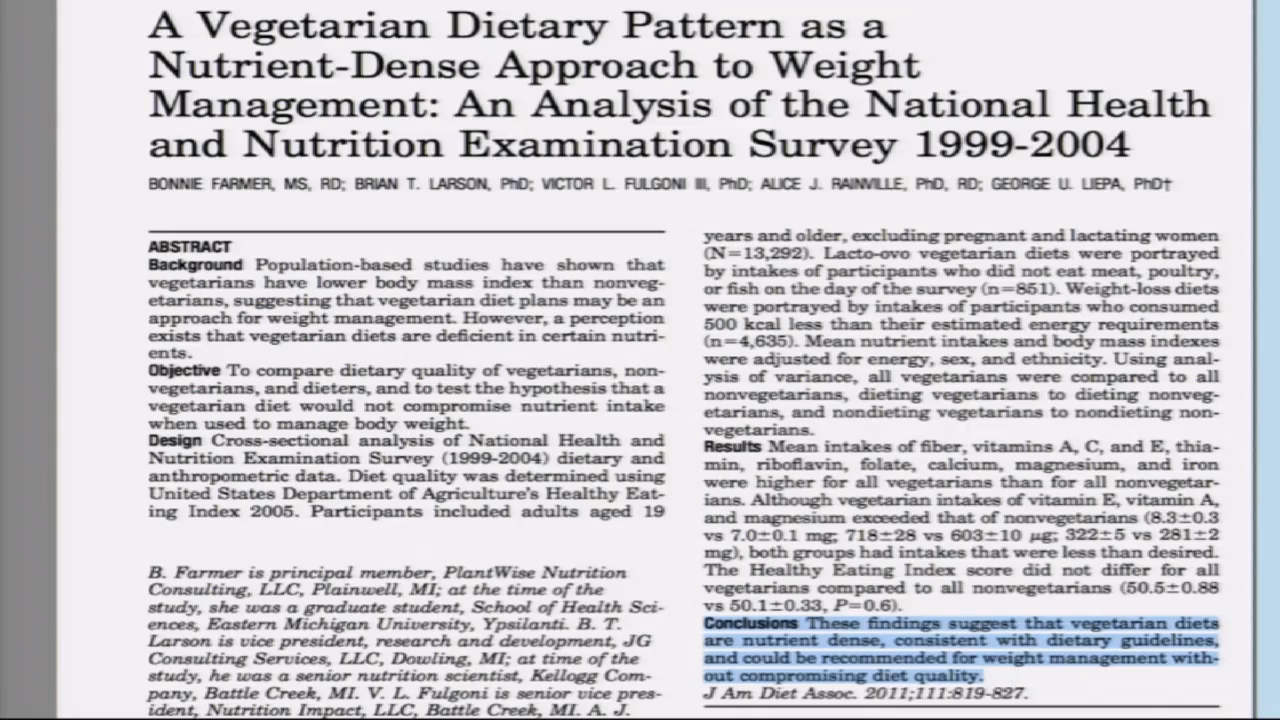 A Vegetarian Dietary Pattern as a
Nutrient-Dense Approach to Weight
Management: An Analysis of the National Health
and Nutrition Examination Survey 1999-2004
BONNIE FARMER, MS, RD; BRIAN T. LARSON, PhD; VICTOR L. FULGONI III, PhD; ALICE J. RAINVILLE, PhD, RD; GEORGE U. LIEPA, PhD†
ABSTRACT
Background Population-based studies have shown that
vegetarians have lower body mass index than nonveg-
etarians, suggesting that vegetarian diet plans may be an
approach for weight management. However, a perception
exists that vegetarian diets are deficient in certain nutri-
ents.
Objective To compare dietary quality of vegetarians, non-
vegetarians, and dieters, and to test the hypothesis that a
vegetarian diet would not compromise nutrient intake
when used to manage body weight.
Design Cross-sectional analysis of National Health and
Nutrition Examination Survey (1999-2004) dietary and
anthropometric data. Diet quality was determined using
United States Department of Agriculture's Healthy Eat-
ing Index 2005. Participants included adults aged 19
B. Farmer is principal member, PlantWise Nutrition
Consulting, LLC, Plainwell, MI; at the time of the
study, she was a graduate student, School of Health Sci-
ences, Eastern Michigan University, Ypsilanti. B. T.
Larson is vice president, research and development, JG
Consulting Services, LLC, Dowling, MI; at time of the
study, he was a senior nutrition scientist, Kellogg Com-
pany, Battle Creek, MI. V. L. Fulgoni is senior vice pres-
ident, Nutrition Impact, LLC, Battle Creek, MI. A. J.
years and older, excluding pregnant and lactating women
(N=13,292). Lacto-ovo vegetarian diets were portrayed
by intakes of participants who did not eat meat, poultry,
or fish on the day of the survey (n=851). Weight-loss diets
were portrayed by intakes of participants who consumed
500 kcal less than their estimated energy requirements
(n=4,635). Mean nutrient intakes and body mass indexes
were adjusted for energy, sex, and ethnicity. Using anal-
ysis of variance, all vegetarians were compared to all
nonvegetarians, dieting vegetarians to dieting nonveg-
etarians, and nondieting vegetarians to nondieting non-
vegetarians.
Results Mean intakes of fiber, vitamins A, C, and E, thia-
min, riboflavin, folate, calcium, magnesium, and iron
were higher for all vegetarians than for all nonvegetar-
ians. Although vegetarian intakes of vitamin E, vitamin A,
and magnesium exceeded that of nonvegetarians (8.3±0.3
vs 7.0±0.1 mg; 718±28 vs 603±10 μg; 322±5 vs 281±2
mg), both groups had intakes that were less than desired.
The Healthy Eating Index score did not differ for all
vegetarians compared to all nonvegetarians (50.5±0.88
vs 50.1±0.33, P=0.6).
Conclusions These findings suggest that vegetarian diets
are nutrient dense, consistent with dietary guidelines,
and could be recommended for weight management with-
out compromising diet quality.
J Am Diet Assoc. 2011;111:819-827.